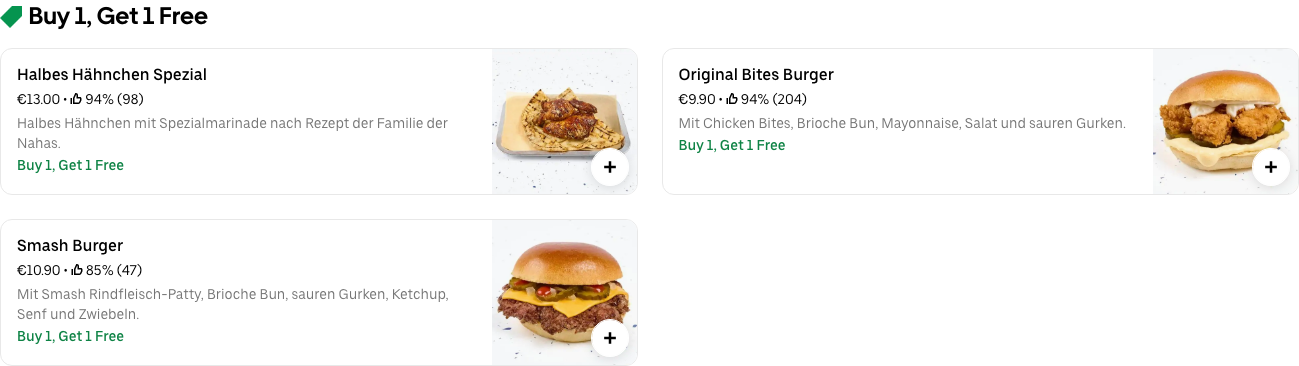 Buy 1, Get 1 Free
Halbes Hähnchen Spezial
€13.00 • 94% (98)
Halbes Hähnchen mit Spezialmarinade nach Rezept der Familie der
Nahas.
Buy 1, Get 1 Free
Original Bites Burger
€9.90 • 94% (204)
Mit Chicken Bites, Brioche Bun, Mayonnaise, Salat und sauren Gurken.
Buy 1, Get 1 Free
Smash Burger
€10.90 • 85% (47)
Mit Smash Rindfleisch-Patty, Brioche Bun, sauren Gurken, Ketchup,
Senf und Zwiebeln.
Buy 1, Get 1 Free